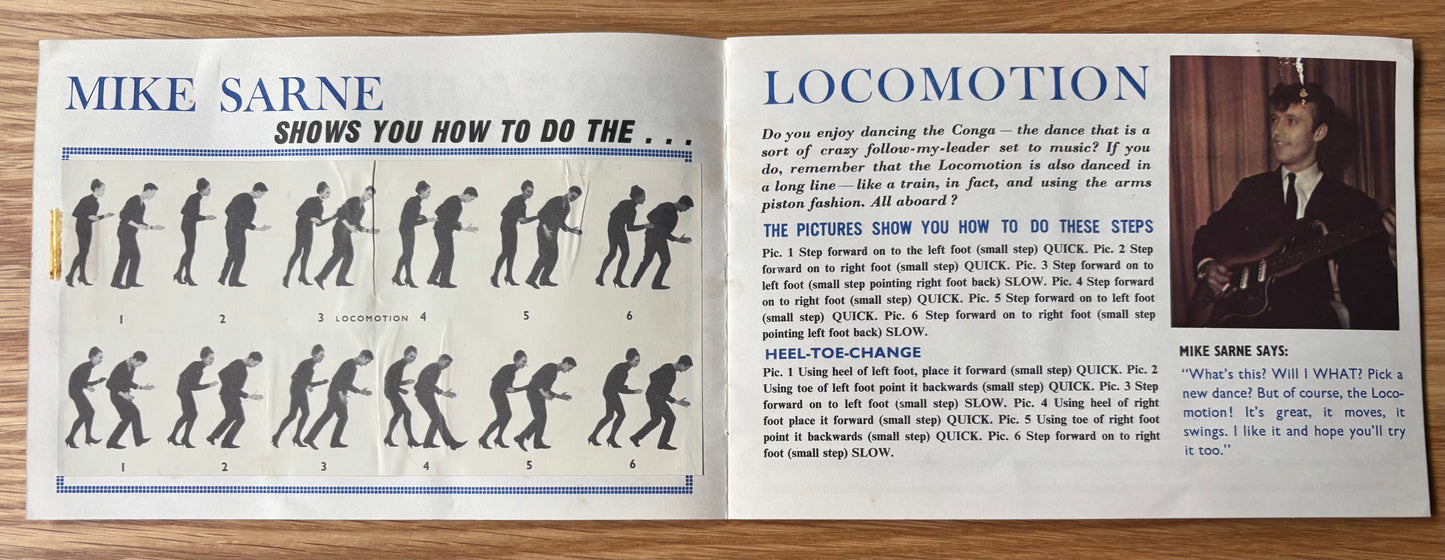 MIKE SARNE
SHOWS YOU HOW TO DO THE . . .
1 2 3 LOCOMOTION 4 5 6
1 2 3 4 5 6
LOCOMOTION
Do you enjoy dancing the Conga — the dance that is a
sort of crazy follow-my-leader set to music? If you
do, remember that the Locomotion is also danced in
a long line — like a train, in fact, and using the arms
piston fashion. All aboard?
THE PICTURES SHOW YOU HOW TO DO THESE STEPS
Pic. 1 Step forward on to the left foot (small step) QUICK. Pic. 2 Step
forward on to right foot (small step) QUICK. Pic. 3 Step forward on to
left foot (small step pointing right foot back) SLOW. Pic. 4 Step forward
on to right foot (small step) QUICK. Pic. 5 Step forward on to left foot
(small step) QUICK. Pic. 6 Step forward on to right foot (small step
pointing left foot back) SLOW.
HEEL-TOE-CHANGE
Pic. 1 Using heel of left foot, place it forward (small step) QUICK. Pic. 2
Using toe of left foot point it backwards (small step) QUICK. Pic. 3 Step
forward on to left foot (small step) SLOW. Pic. 4 Using heel of right
foot place it forward (small step) QUICK. Pic. 5 Using toe of right foot
point it backwards (small step) QUICK. Pic. 6 Step forward on to right
foot (small step) SLOW.
MIKE SARNE SAYS:
"What's this? Will I WHAT? Pick a
new dance? But of course, the Loco-
motion! It's great, it moves, it
swings. I like it and hope you'll try
it too."